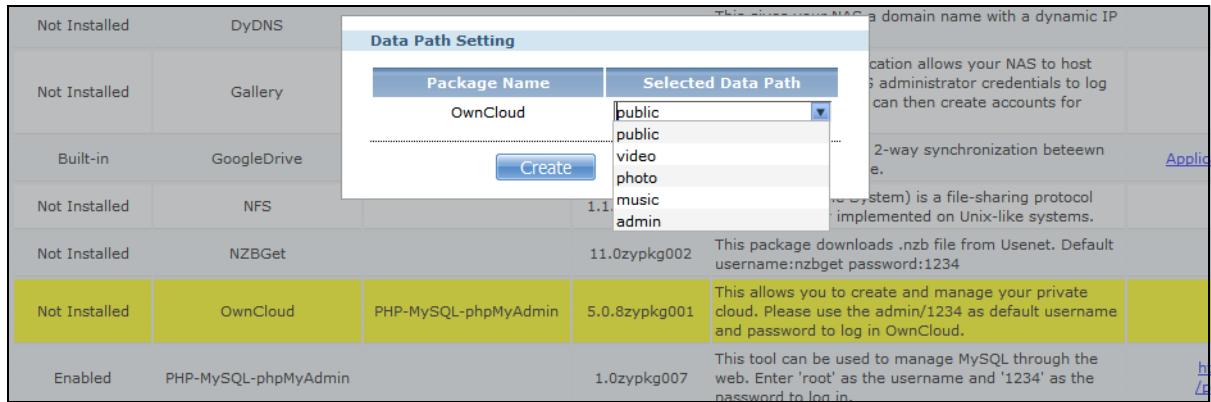 Not Installed DyDNS a domain name with a dynamic IP
Data Path Setting
Package Name Selected Data Path
OwnCloud public
public
video
photo
music
admin
Create
Not Installed Gallery
allows your NAS to host
administrator credentials to log
can then create accounts for
Built-in GoogleDrive 2-way synchronization beteewn
e.
Not Installed NFS 1.1. is a file-sharing protocol
implemented on Unix-like systems.
Not Installed NZBGet 11.0zypkg002 This package downloads .nzb file from Usenet. Default
username:nzbget password:1234
Not Installed OwnCloud PHP-MySQL-phpMyAdmin 5.0.8zypkg001 This allows you to create and manage your private
cloud. Please use the admin/1234 as default username
and password to log in OwnCloud.
Enabled PHP-MySQL-phpMyAdmin 1.0zypkg007 This tool can be used to manage MySQL through the
web. Enter 'root' as the username and '1234' as the
password to log in.